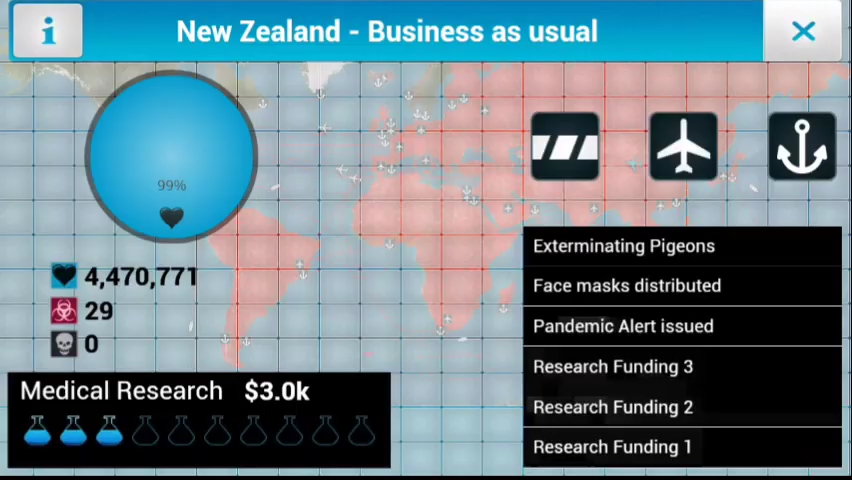 New Zealand - Business as usual
99%
4,470,771
29
0
Medical Research $3.0k
Exterminating Pigeons
Face masks distributed
Pandemic Alert issued
Research Funding 3
Research Funding 2
Research Funding 1